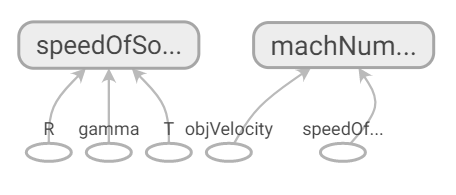 speedOfSo...
machNum...
R
gamma
T
objVelocity
speedOf...